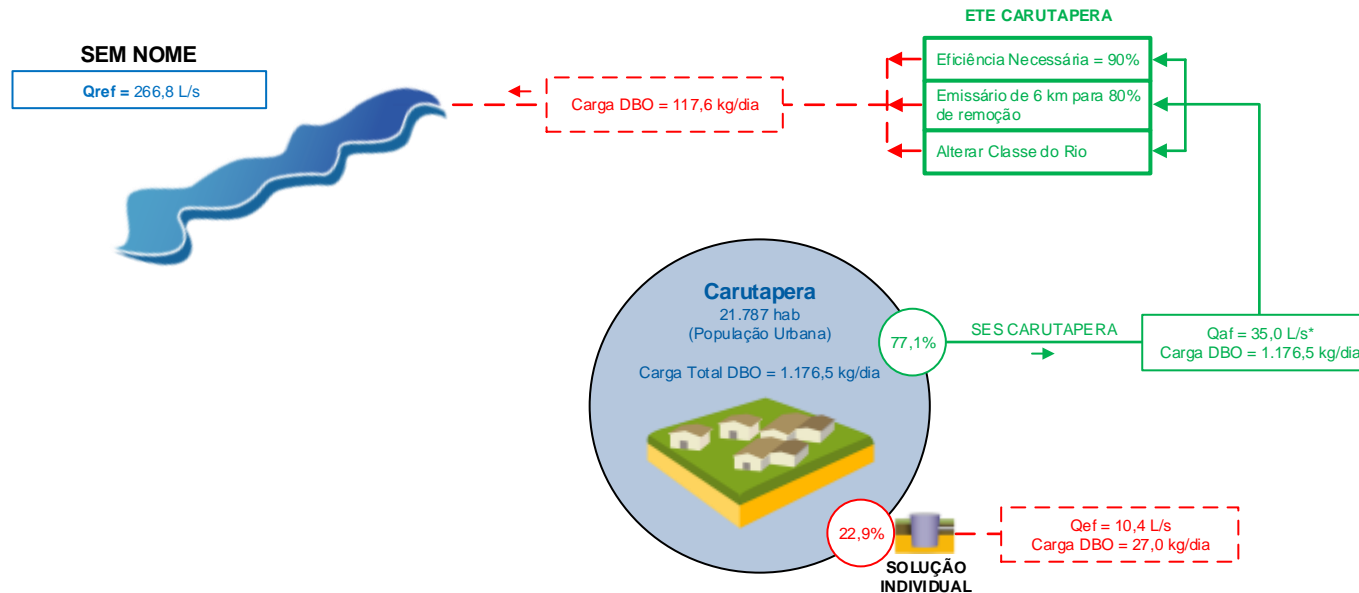 ETE CARUTAPERA
SEM NOME
Qref = 266,8 L/s
Carga DBO = 117,6 kg/dia
Eficiência Necessária = 90%
Emissário de 6 km para 80%
de remoção
Alterar Classe do Rio
Carutapera
21.787 hab
(População Urbana)
Carga Total DBO = 1.176,5 kg/dia
77,1%
SES CARUTAPERA
Qaf = 35,0 L/s*
Carga DBO = 1.176,5 kg/dia
22,9%
SOLUÇÃO
INDIVIDUAL
Qef = 10,4 L/s
Carga DBO = 27,0 kg/dia